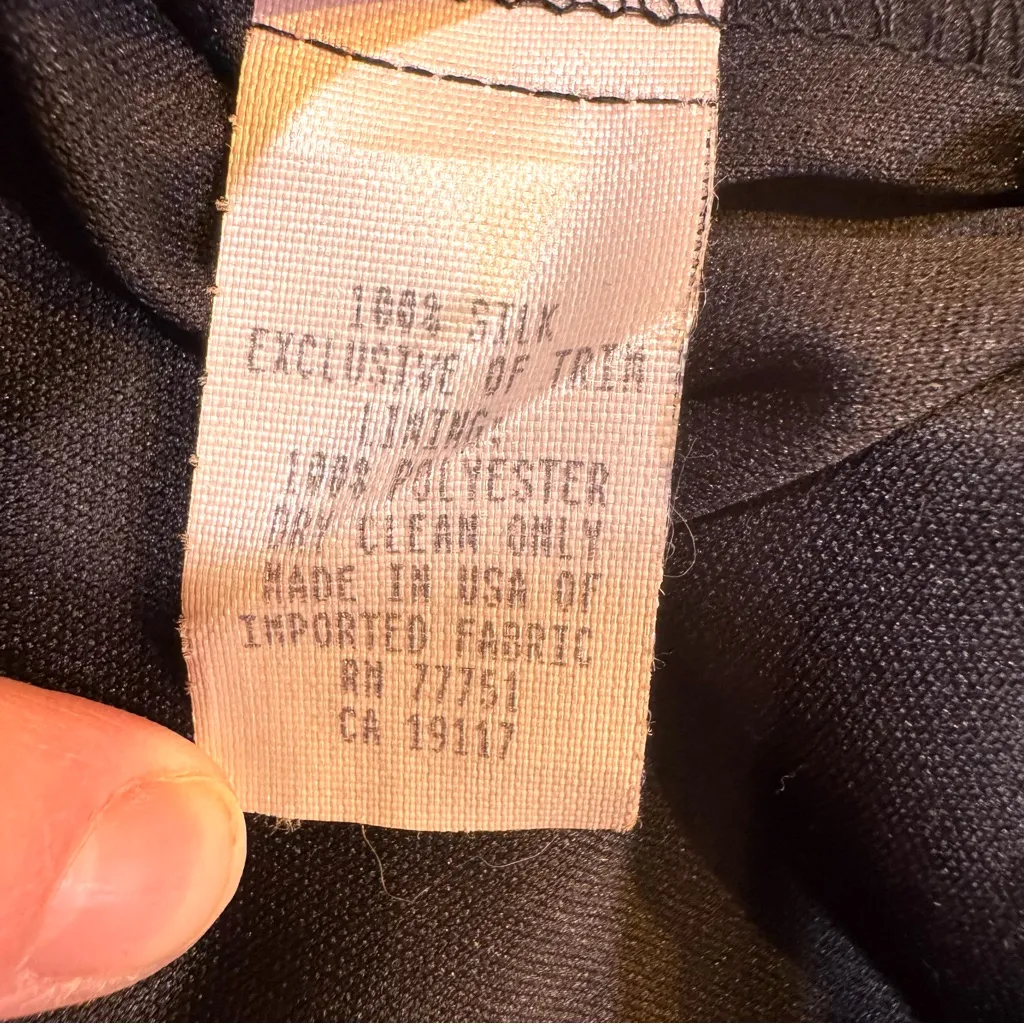 100% SILK
EXCLUSIVE OF TRIM
LINING:
100% POLYESTER
DRY CLEAN ONLY
MADE IN USA OF
IMPORTED FABRIC
RN 77751
CA 19117